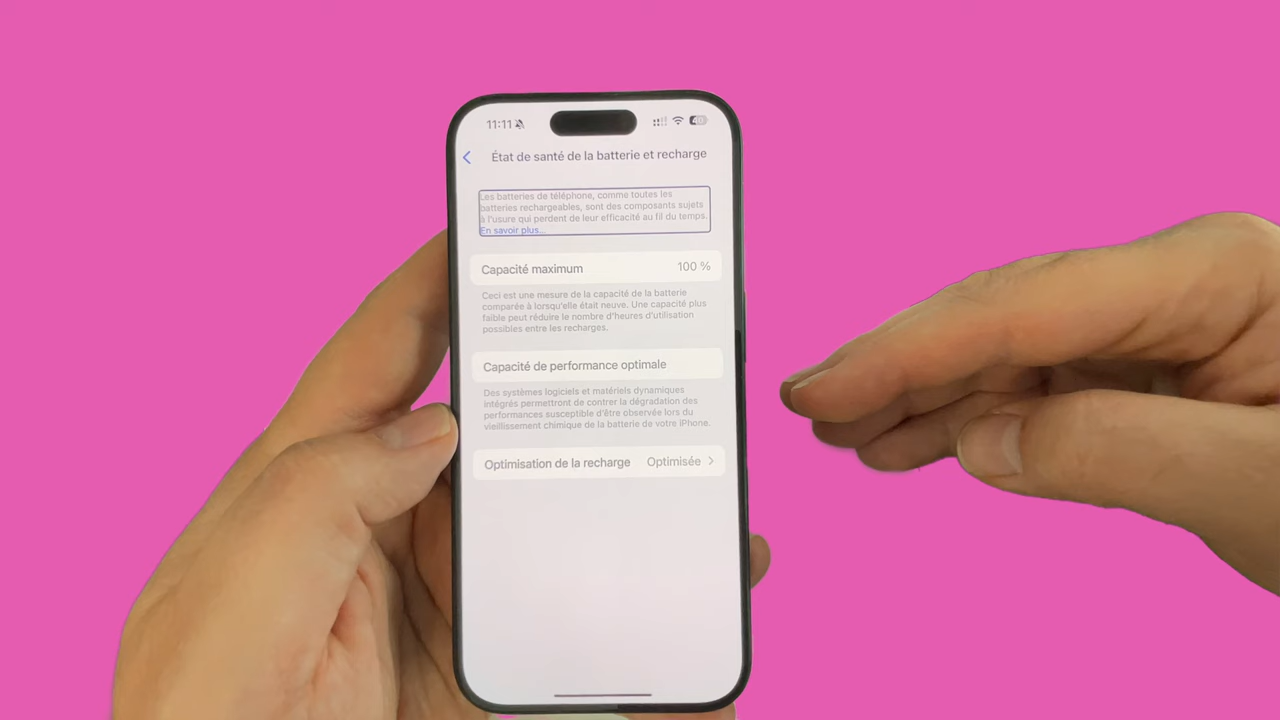 11:11
État de santé de la batterie et recharge
Les batteries de téléphone, comme toutes les
batteries rechargeables, sont des composants sujets
à l'usure qui perdent de leur efficacité au fil du temps.
En savoir plus...
Capacité maximum 100 %
Ceci est une mesure de la capacité de la batterie
comparée à lorsqu'elle était neuve. Une capacité plus
faible peut réduire le nombre d'heures d'utilisation
possibles entre les recharges.
Capacité de performance optimale
Des systèmes logiciels et matériels dynamiques
intégrés permettront de contrer la dégradation des
performances susceptible d'être observée lors du
vieillissement chimique de la batterie de votre iPhone.
Optimisation de la recharge Optimisée